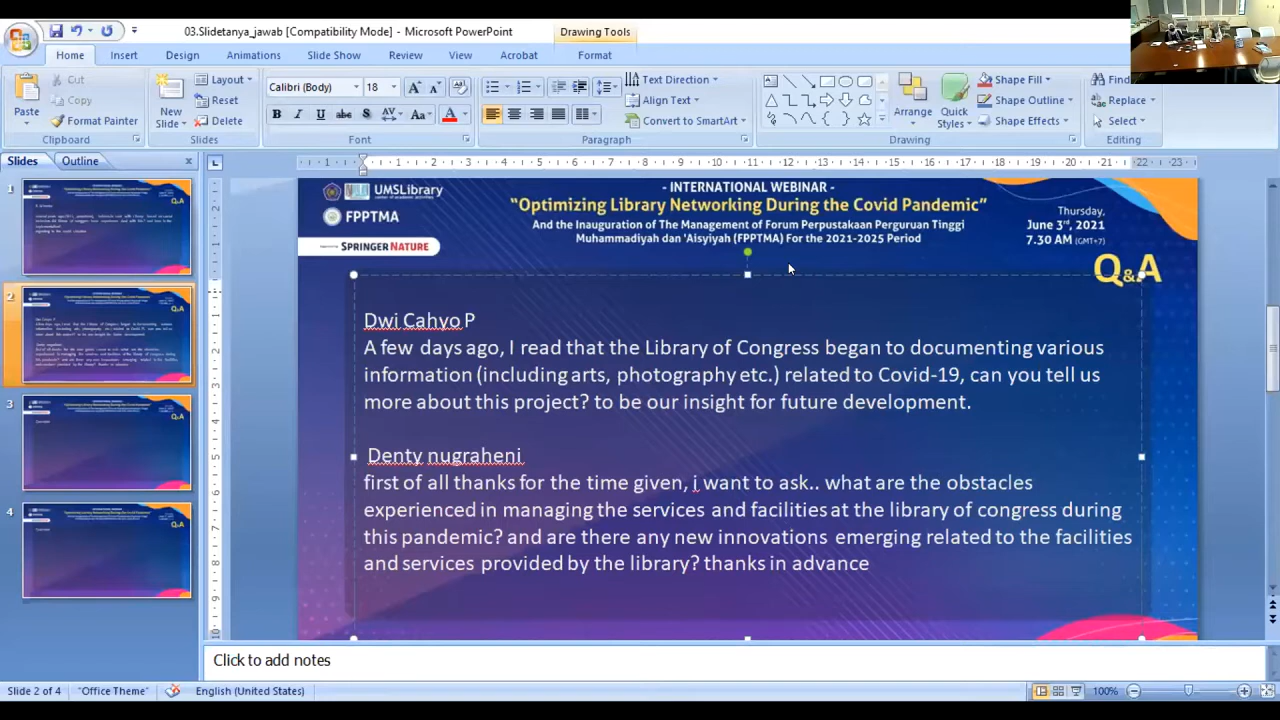 03.Slidetanya_jawab [Compatibility Mode] - Microsoft PowerPoint
Drawing Tools
Home Insert Design Animations Slide Show Review View Acrobat Format
Paste
Cut
Copy
Format Painter
Clipboard
New Slide
Layout
Reset
Delete
Slides
Calibri (Body) 18
B I U abc S AV Aa A
Font
Text Direction
Align Text
Convert to SmartArt
Paragraph
Arrange
Quick Styles
Shape Fill
Shape Outline
Shape Effects
Drawing
Find
Replace
Select
Editing
Slides Outline
1
2
3
4
UMSLibrary
FPPTMA
SPRINGER NATURE
- INTERNATIONAL WEBINAR -
“Optimizing Library Networking During the Covid Pandemic”
And the Inauguration of The Management of Forum Perpustakaan Perguruan Tinggi
Muhammadiyah dan 'Aisyiyah (FPPTMA) For the 2021-2025 Period
Thursday,
June 3rd, 2021
7.30 AM (GMT+7)
Q&A
Dwi Cahyo P
A few days ago, I read that the Library of Congress began to documenting various
information (including arts, photography etc.) related to Covid-19, can you tell us
more about this project? to be our insight for future development.
Denty nugraheni
first of all thanks for the time given, i want to ask.. what are the obstacles
experienced in managing the services and facilities at the library of congress during
this pandemic? and are there any new innovations emerging related to the facilities
and services provided by the library? thanks in advance
Click to add notes
Slide 2 of 4 "Office Theme" English (United States) 100%